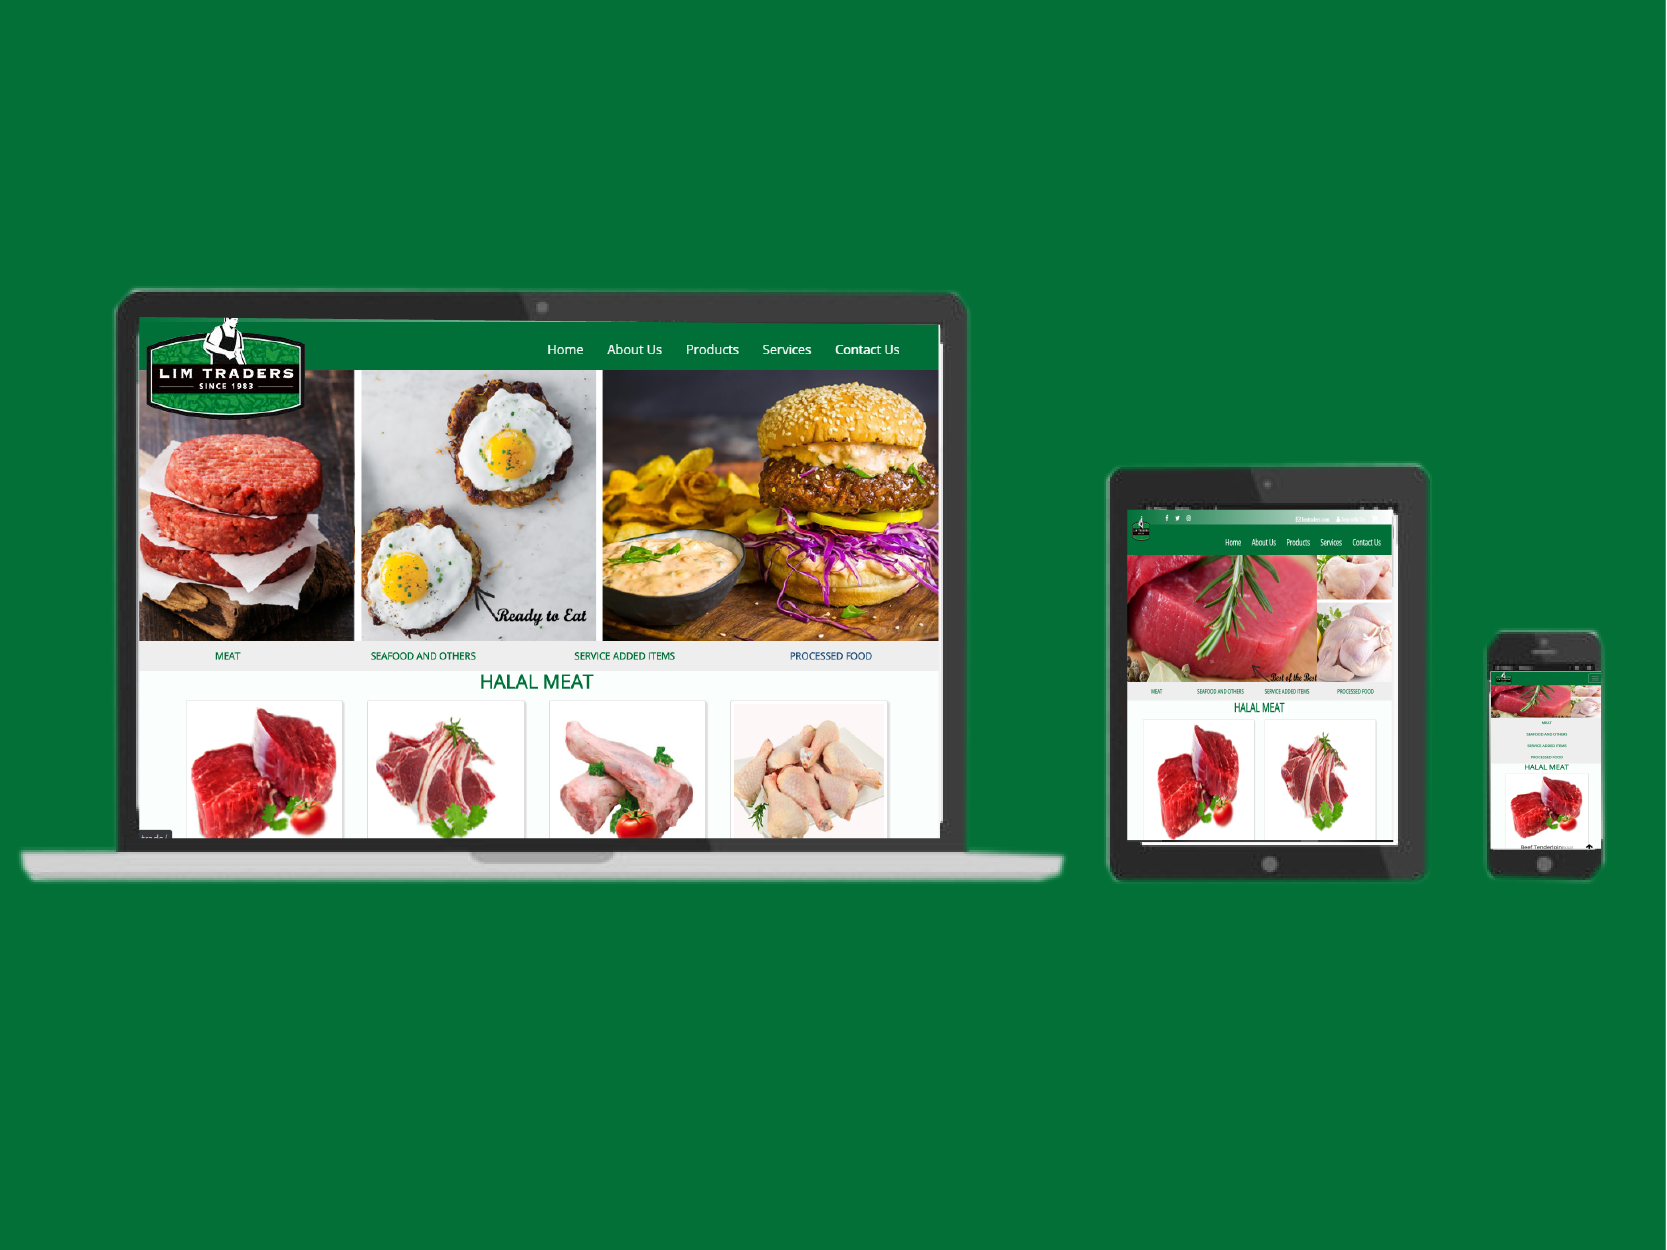 LIM TRADERS
SINCE 1983
Home About Us Products Services Contact Us
Ready to Eat
MEAT SEAFOOD AND OTHERS SERVICE ADDED ITEMS PROCESSED FOOD
HALAL MEAT
Home About Us Products Services Contact Us
Best of the Best
MEAT SEAFOOD AND OTHERS SERVICE ADDED ITEMS PROCESSED FOOD
HALAL MEAT
MEAT
SEAFOOD AND OTHERS
SERVICE ADDED ITEMS
PROCESSED FOOD
HALAL MEAT
Beef Tenderloin